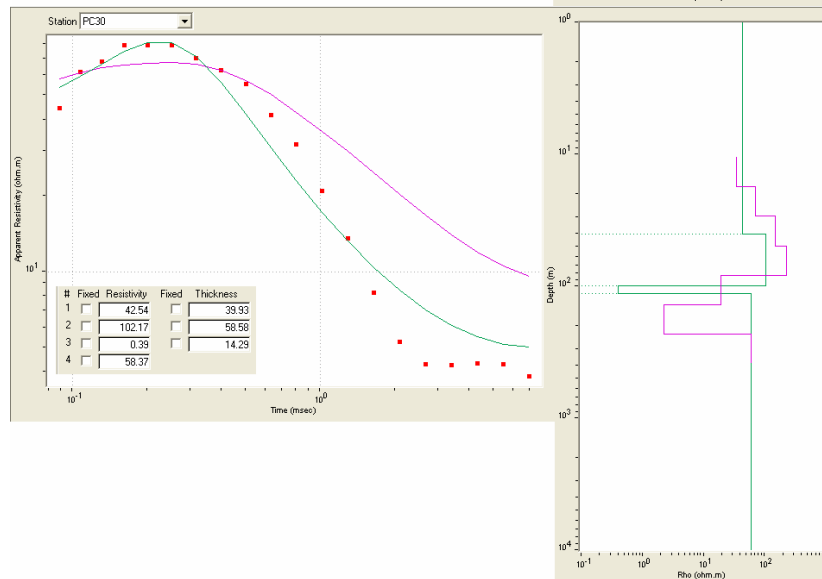 Station PC30
Apparent Resistivity (ohm.m)
10^1
# Fixed Resistivity Fixed Thickness
1 42.54 39.93
2 102.17 58.58
3 0.39 14.29
4 58.37
10^-1 10^0
Time (msec)
10^0
10^1
10^2
10^3
10^4
Depth (m)
10^-1 10^0 10^1 10^2
Rho (ohm.m)